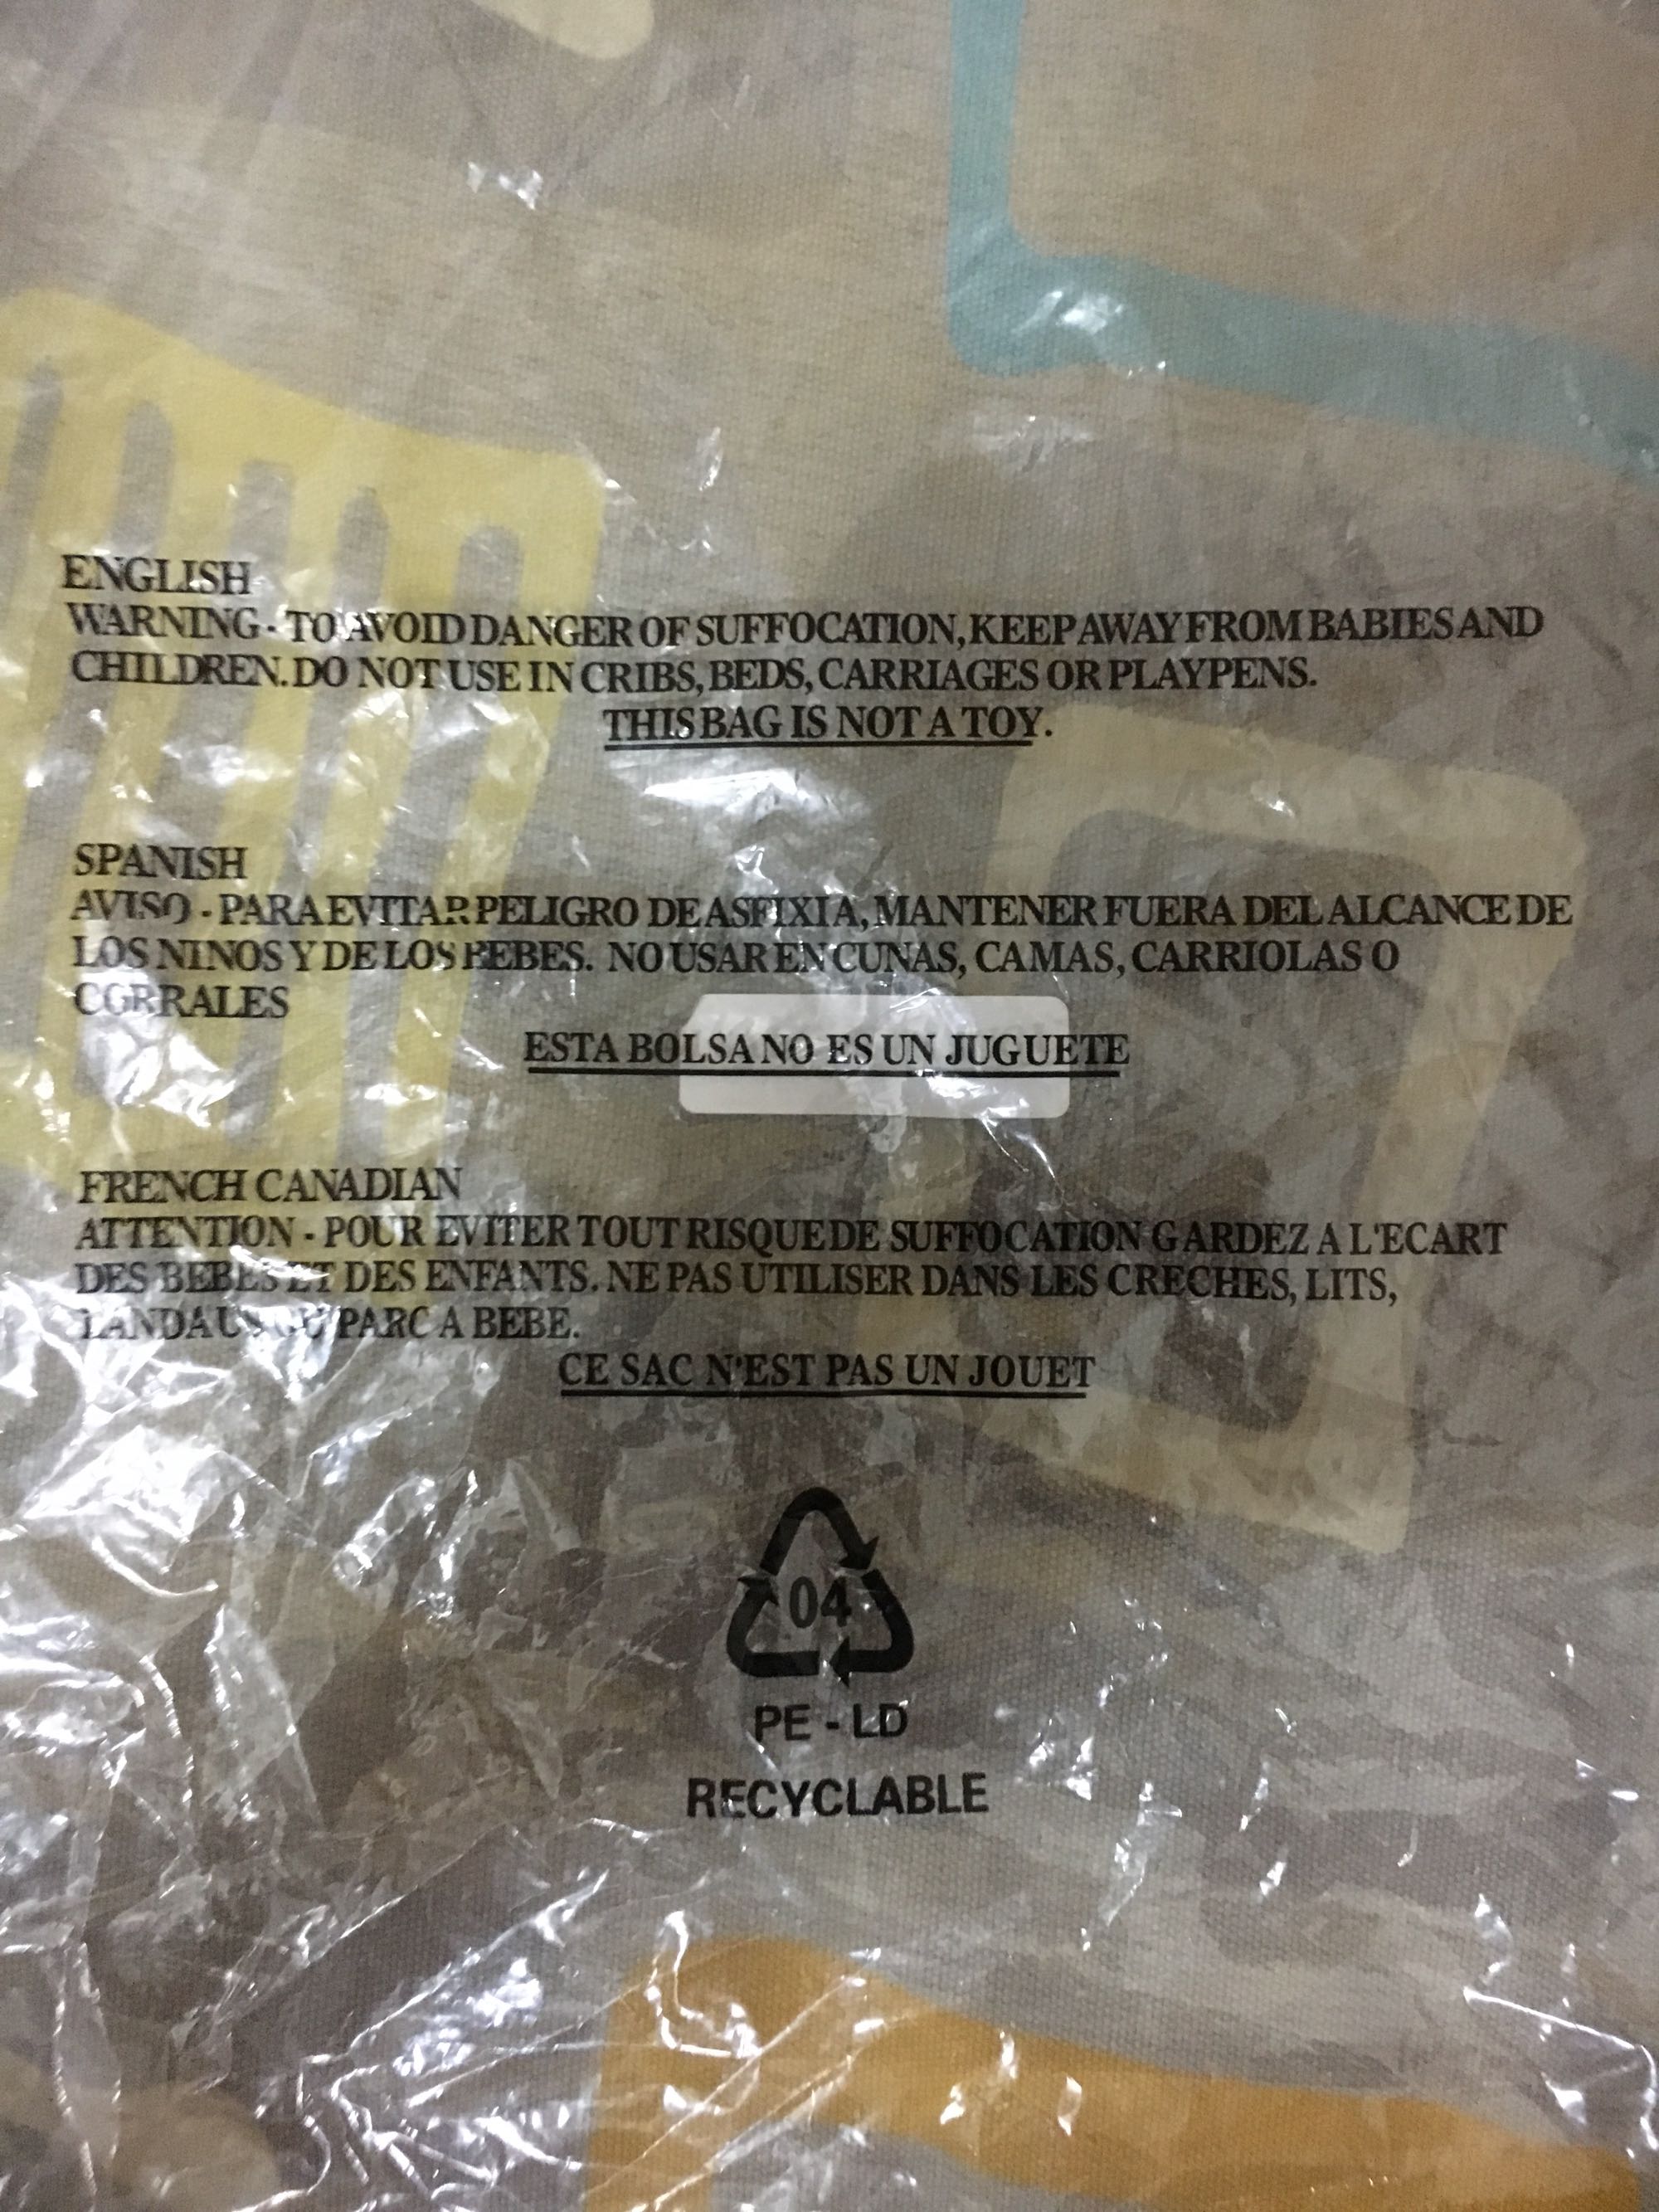 ENGLISH
WARNING - TO AVOID DANGER OF SUFFOCATION, KEEP AWAY FROM BABIES AND
CHILDREN. DO NOT USE IN CRIBS, BEDS, CARRIAGES OR PLAYPENS.
THIS BAG IS NOT A TOY.
SPANISH
AVISO - PARA EVITAR PELIGRO DE ASFIXIA, MANTENER FUERA DEL ALCANCE DE
LOS NINOS Y DE LOS BEBES. NO USAR EN CUNAS, CAMAS, CARRIOLAS O
CORRALES
ESTA BOLSA NO ES UN JUGUETE
FRENCH CANADIAN
ATTENTION - POUR EVITER TOUT RISQUE DE SUFFOCATION GARDEZ A L'ECART
DES BEBES ET DES ENFANTS. NE PAS UTILISER DANS LES CRECHES, LITS,
LANDAUS OU PARC A BEBE.
CE SAC N'EST PAS UN JOUET
04
PE - LD
RECYCLABLE